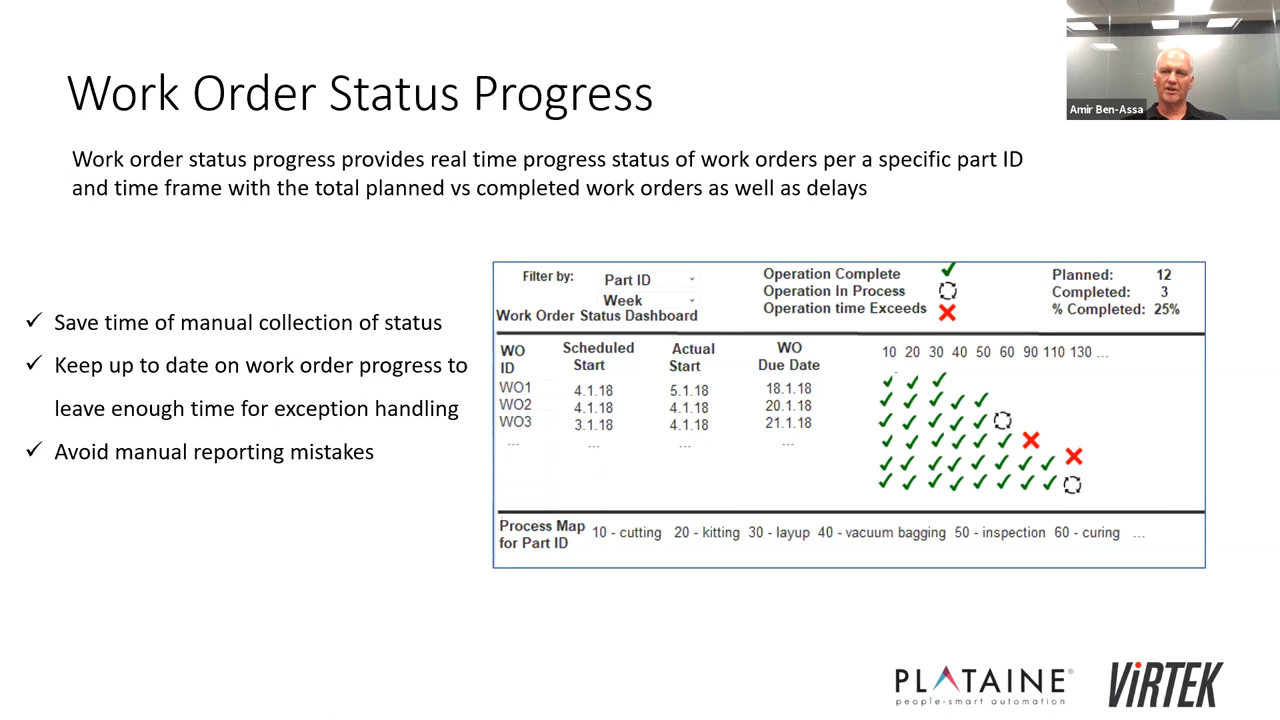 Amir Ben-Assa
Work Order Status Progress
Work order status progress provides real time progress status of work orders per a specific part ID
and time frame with the total planned vs completed work orders as well as delays
Save time of manual collection of status
Keep up to date on work order progress to
leave enough time for exception handling
Avoid manual reporting mistakes
Filter by: Part ID
Week
Work Order Status Dashboard
Operation Complete
Operation In Process
Operation time Exceeds
Planned: 12
Completed: 3
% Completed: 25%
WO ID Scheduled Start Actual Start WO Due Date 10 20 30 40 50 60 90 110 130 ...
WO1 4.1.18 5.1.18 18.1.18
WO2 4.1.18 4.1.18 20.1.18
WO3 3.1.18 4.1.18 21.1.18
... ... ... ...
Process Map for Part ID 10 - cutting 20 - kitting 30 - layup 40 - vacuum bagging 50 - inspection 60 - curing ...
PLATAINE®
people-smart automation
ViRTEK